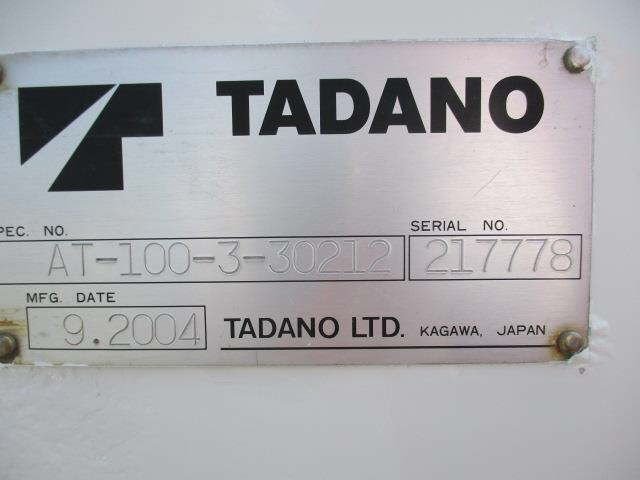 TADANO
PEC. NO.
SERIAL NO.
AT-100-3-30212
217778
MFG. DATE
9.2004
TADANO LTD. KAGAWA, JAPAN